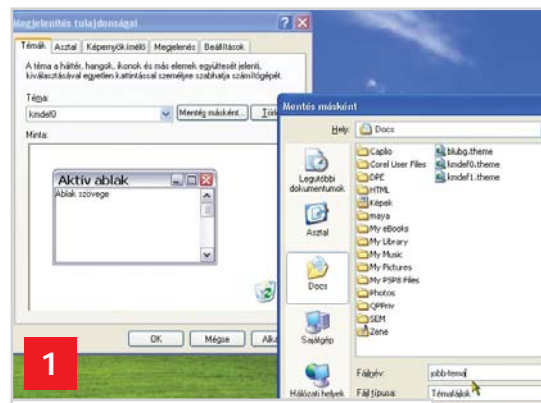 Megjelenítés tulajdonságai
Témák Asztal Képernyőkímélő Megjelenés Beállítások
A téma a háttér, hangok, ikonok és más elemek együttesét jelenti,
kiválasztásával egyetlen kattintással személyre szabhatja számítógépét.
Téma:
kmdef0 Mentés másként...
Minta:
Aktív ablak
Ablak szövege
OK Mégse
Mentés másként
Hely: Docs
Legutóbbi
dokumentumok
Asztal
Docs
Sajátgép
Hálózati helyek
Caplio
Corel User Files
DPE
HTML
Képek
maya
My eBooks
My Library
My Music
My Pictures
My PSP8 Files
Photos
QPPriv
SEM
Zene
blubg.theme
kmdef0.theme
kmdef1.theme
Fájlnév: jobb-tema
Fájl típusa: Témafájlok
1